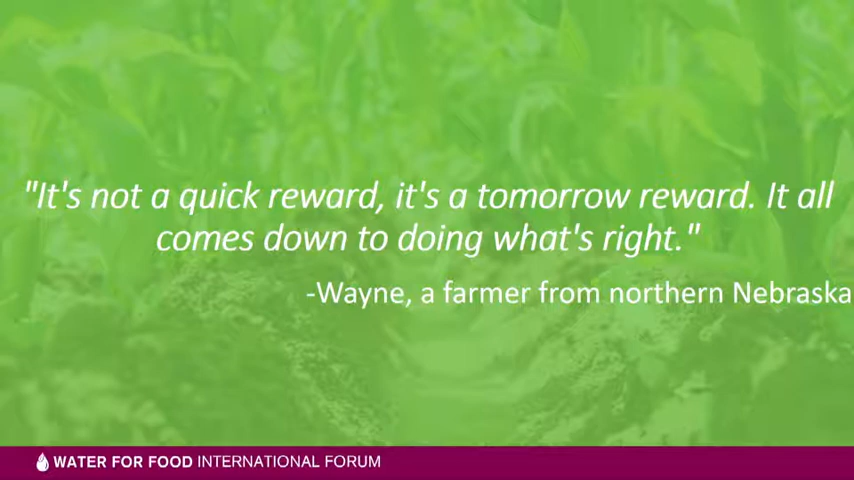 "It's not a quick reward, it's a tomorrow reward. It all
comes down to doing what's right."
-Wayne, a farmer from northern Nebraska
WATER FOR FOOD INTERNATIONAL FORUM